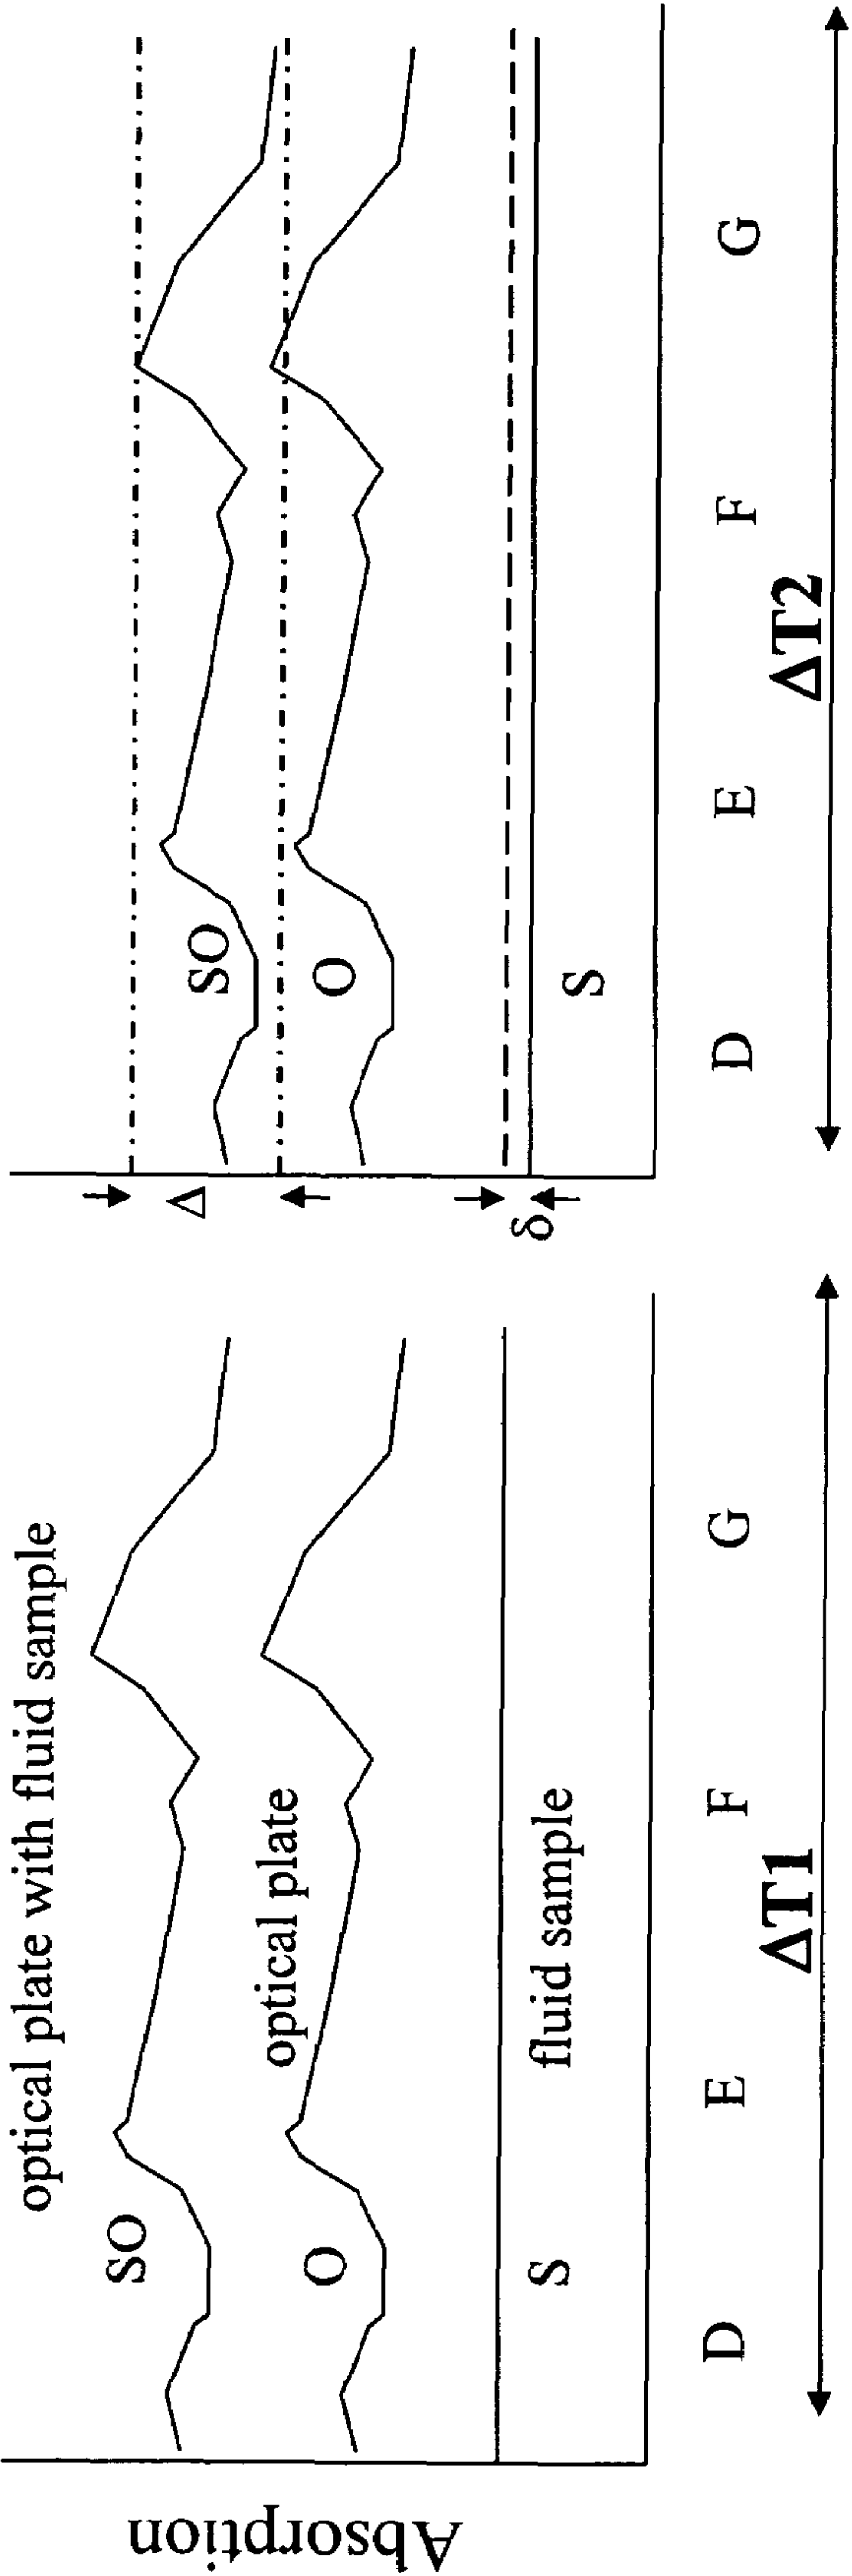 Absorption
optical plate with fluid sample
SO
optical plate
O
fluid sample
S
D E F G
ΔT1
Δ
δ
SO
O
S
D E F G
ΔT2